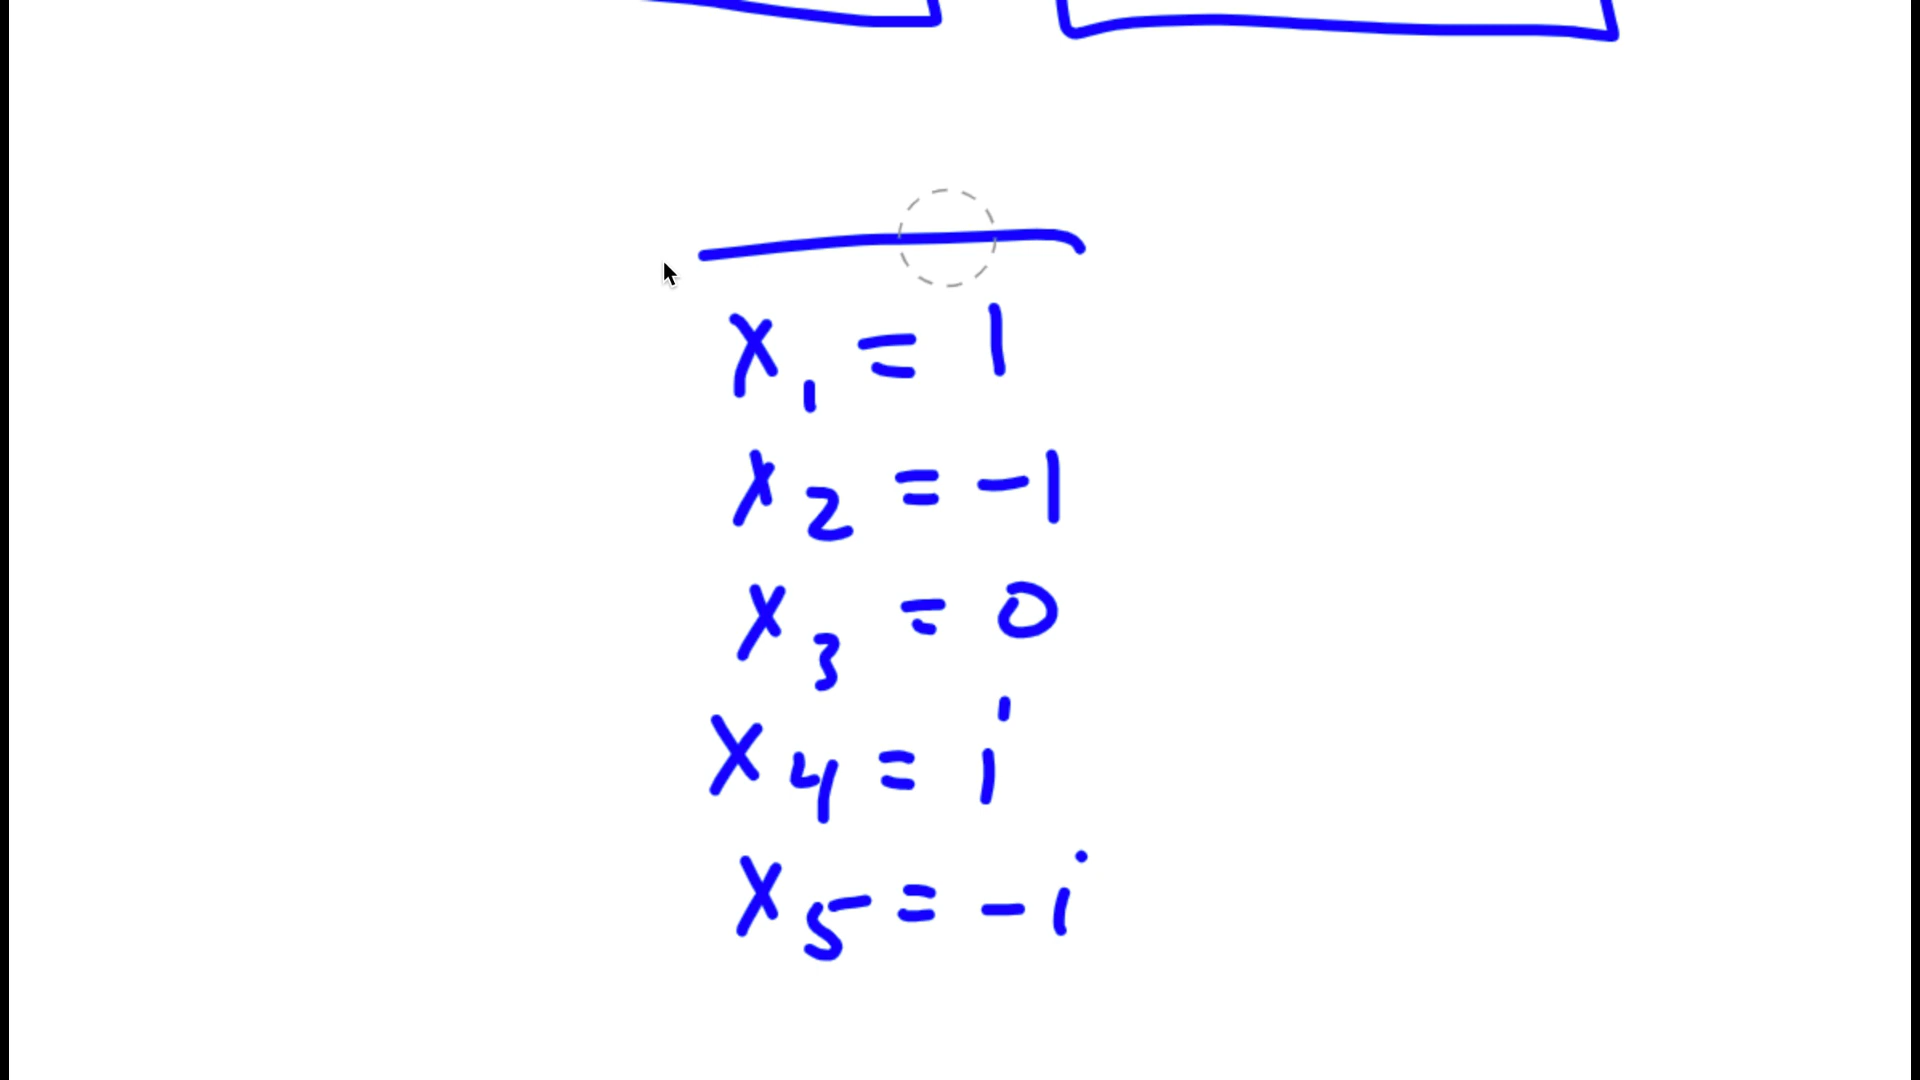 x₁ = 1
x₂ = -1
x₃ = 0
x₄ = i
x₅ = -i